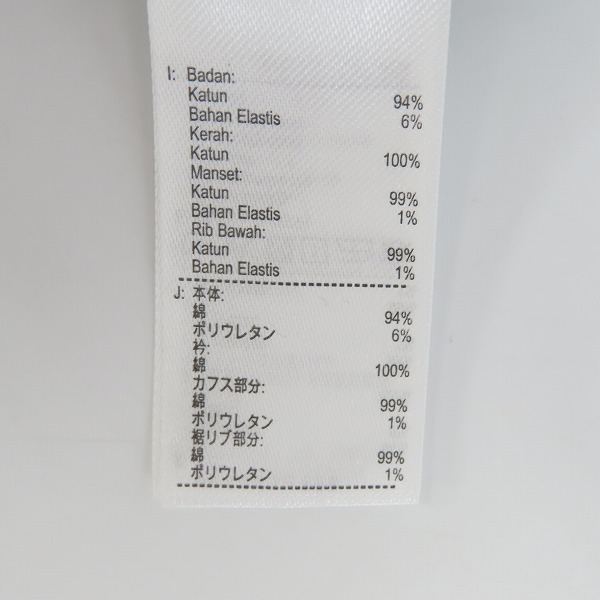 I: Badan:
Katun 94%
Bahan Elastis 6%
Kerah:
Katun 100%
Manset:
Katun 99%
Bahan Elastis 1%
Rib Bawah:
Katun 99%
Bahan Elastis 1%
J: 本体:
綿 94%
ポリウレタン 6%
衿:
綿 100%
カフス部分:
綿 99%
ポリウレタン 1%
裾リブ部分:
綿 99%
ポリウレタン 1%